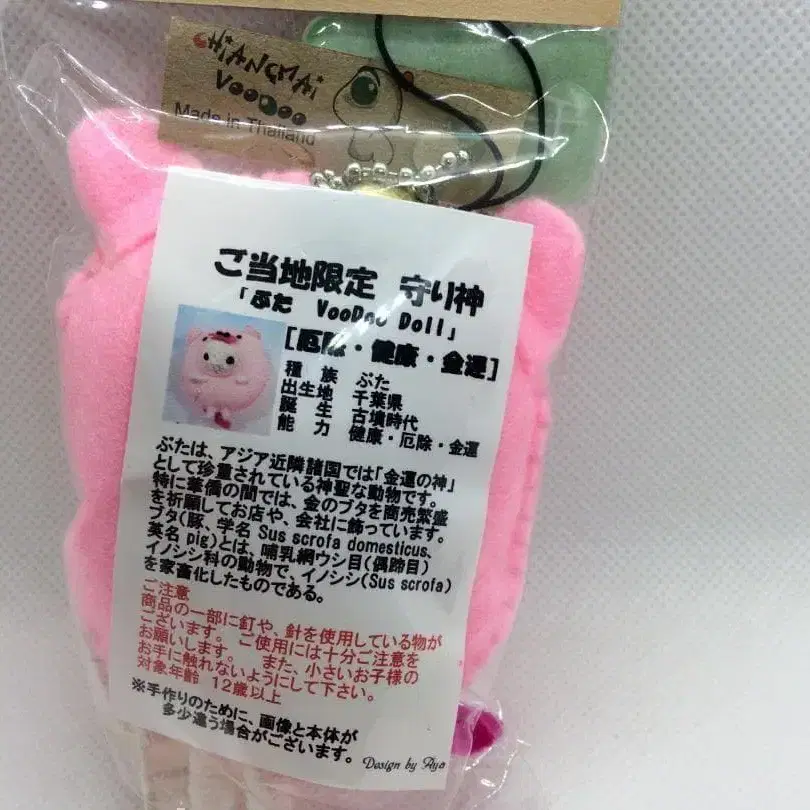 CHiANGMAi
VooDoo
Made in Thailand
ご当地限定 守り神
「ぶた VooDoo Doll」
[厄除・健康・金運]
種 族 ぶた
出生地 千葉県
誕 生 古墳時代
能 力 健康・厄除・金運
ぶたは、アジア近隣諸国では「金運の神」
として珍重されている神聖な動物です。
特に華僑の間では、金のブタを商売繁盛
を祈願してお店や、会社に飾っています。
ブタ(豚、学名 Sus scrofa domesticus、
英名 pig)とは、哺乳綱ウシ目(偶蹄目)
イノシシ科の動物で、イノシシ(Sus scrofa)
を家畜化したものである。
ご注意
商品の一部に釘や、針を使用している物が
ございます。ご使用には十分ご注意を
お願いします。 また、小さいお子様の
お手に触れないようにして下さい。
対象年齢 12歳以上
※手作りのために、画像と本体が
多少違う場合がございます。
Design by Aya